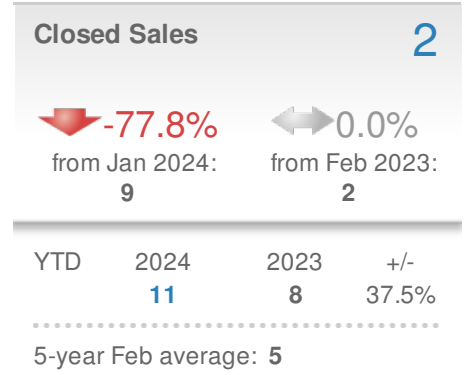 Closed Sales 2
-77.8% 0.0%
from Jan 2024: from Feb 2023:
9 2
YTD 2024 2023 +/-
11 8 37.5%
5-year Feb average: 5